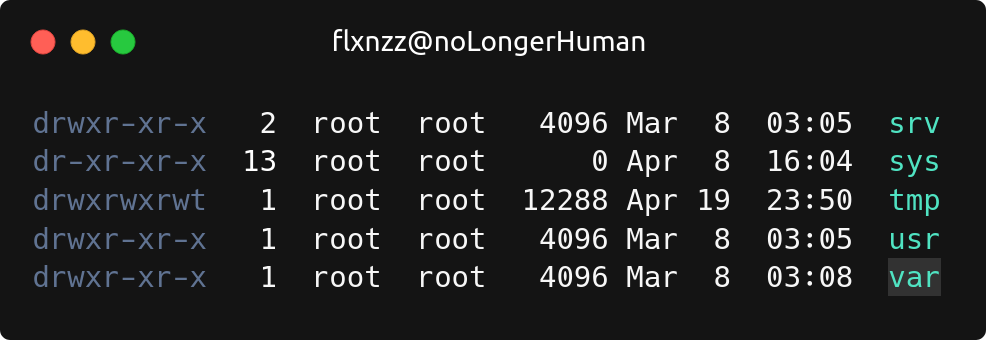 flxnzz@noLongerHuman
drwxr-xr-x   2  root  root   4096 Mar  8  03:05  srv
dr-xr-xr-x  13  root  root      0 Apr  8  16:04  sys
drwxrwxrwt   1  root  root  12288 Apr 19  23:50  tmp
drwxr-xr-x   1  root  root   4096 Mar  8  03:05  usr
drwxr-xr-x   1  root  root   4096 Mar  8  03:08  var